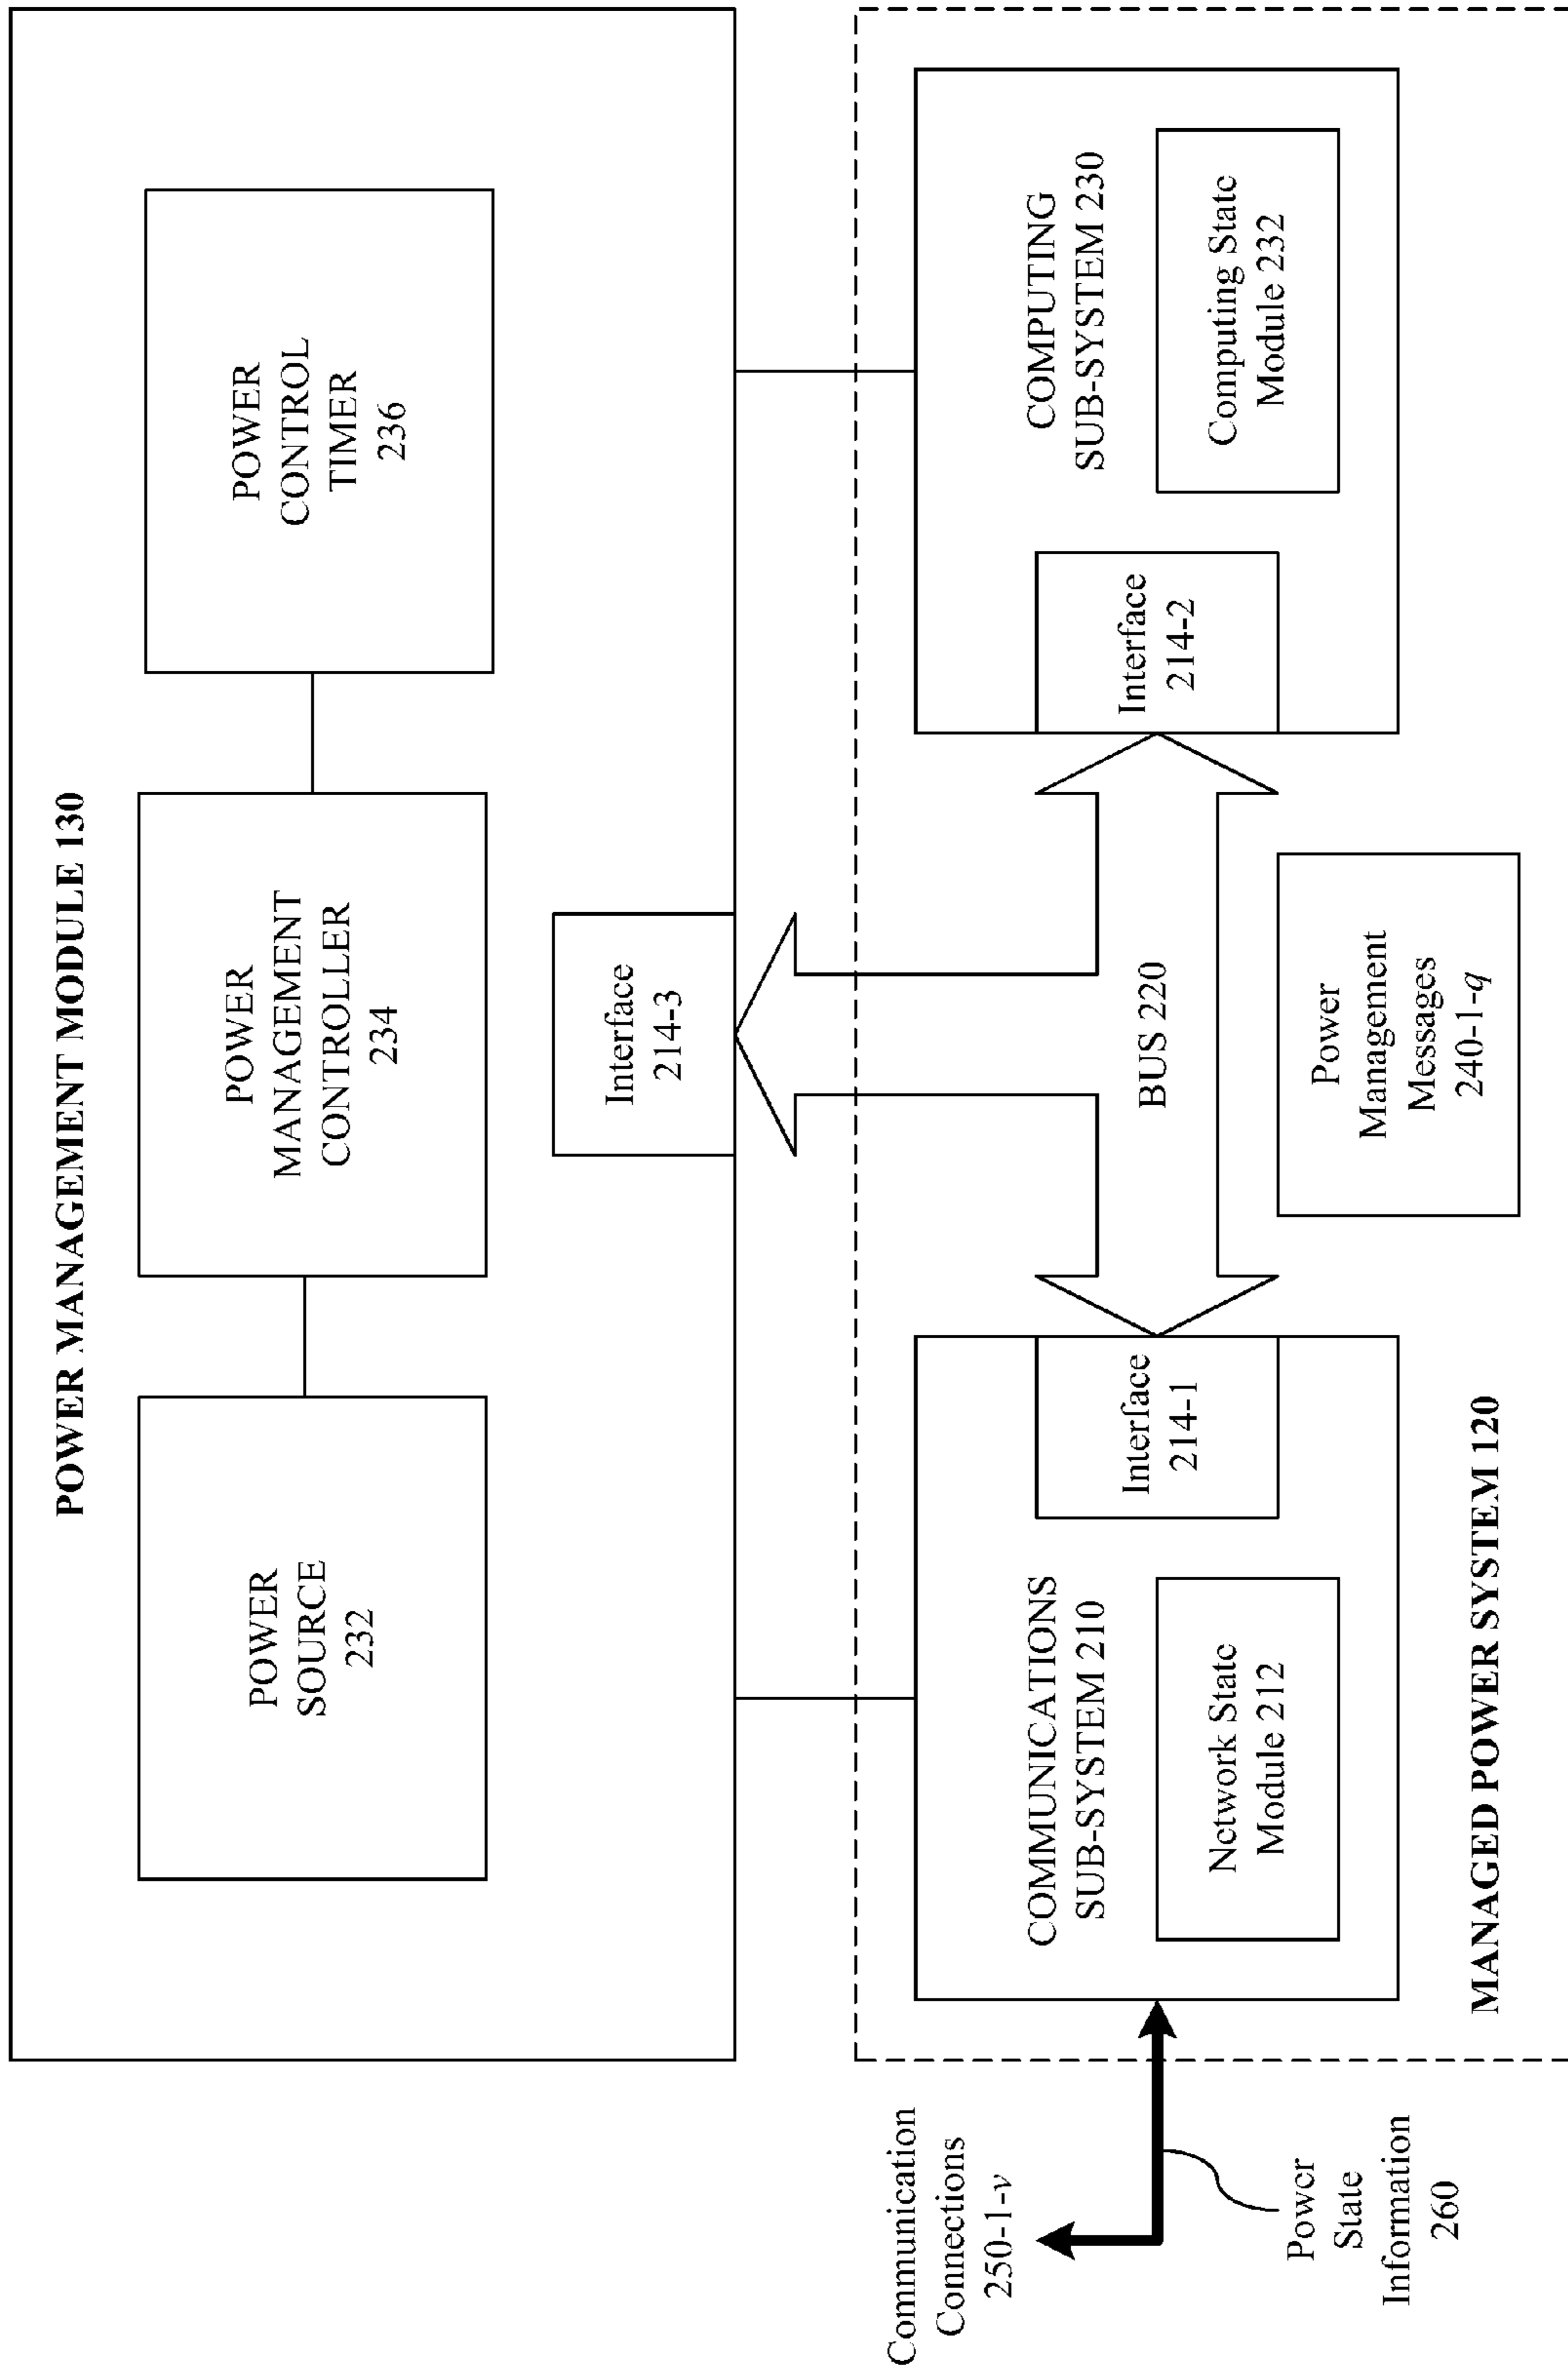 POWER MANAGEMENT MODULE 130
POWER
SOURCE
232
POWER
MANAGEMENT
CONTROLLER
234
POWER
CONTROL
TIMER
236
Interface
214-3
Communication
Connections
250-1-v
Power
State
Information
260
COMMUNICATIONS
SUB-SYSTEM 210
Network State
Module 212
Interface
214-1
BUS 220
Interface
214-2
COMPUTING
SUB-SYSTEM 230
Computing State
Module 232
Power
Management
Messages
240-1-q
MANAGED POWER SYSTEM 120